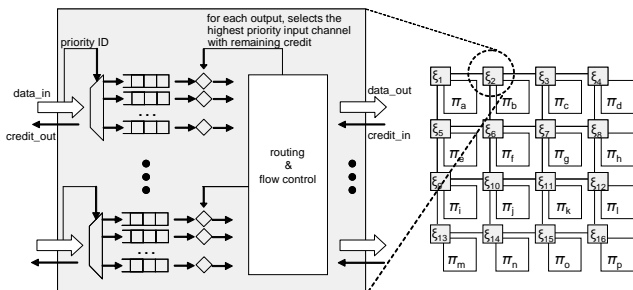 for each output, selects the
highest priority input channel
with remaining credit
priority ID
data_in
credit_out
data_out
credit_in
...
routing
&
flow control
...
ξ1 ξ2 ξ3 ξ4
πa πb πc πd
ξ5 ξ6 ξ7 ξ8
πe πf πg πh
ξ9 ξ10 ξ11 ξ12
πi πj πk πl
ξ13 ξ14 ξ15 ξ16
πm πn πo πp